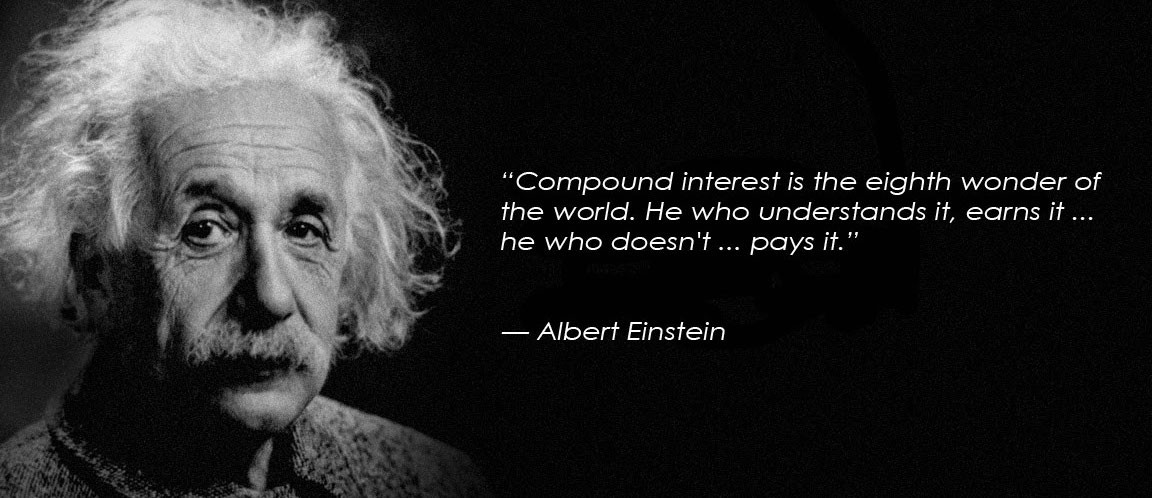 “Compound interest is the eighth wonder of
the world. He who understands it, earns it ...
he who doesn't ... pays it.”
— Albert Einstein